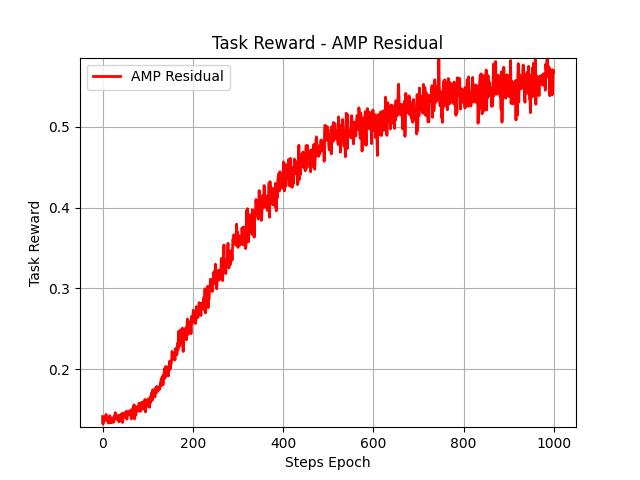 Task Reward - AMP Residual
AMP Residual
Task Reward
0.5
0.4
0.3
0.2
0 200 400 600 800 1000
Steps Epoch